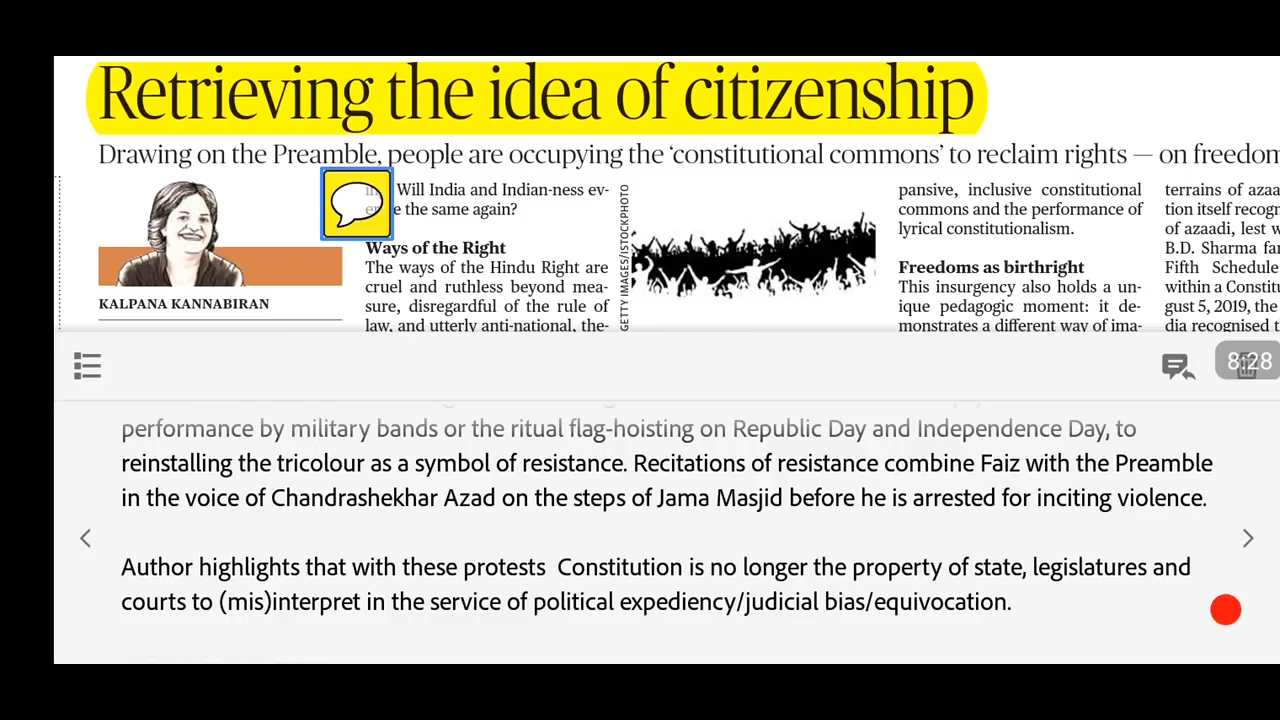 Retrieving the idea of citizenship
Drawing on the Preamble, people are occupying the ‘constitutional commons’ to reclaim rights — on freedom
KALPANA KANNABIRAN
Will India and Indian-ness ev-
the same again?
Ways of the Right
The ways of the Hindu Right are
cruel and ruthless beyond mea-
sure, disregardful of the rule of
law, and utterly anti-national, the-
GETTY IMAGES/ISTOCKPHOTO
pansive, inclusive constitutional
commons and the performance of
lyrical constitutionalism.
Freedoms as birthright
This insurgency also holds a un-
ique pedagogic moment: it de-
monstrates a different way of ima-
terrains of azaa
tion itself recogn
of azaadi, lest w
B.D. Sharma fa
Fifth Schedule
within a Constitu
gust 5, 2019, the
dia recognised t
8:28
performance by military bands or the ritual flag-hoisting on Republic Day and Independence Day, to
reinstalling the tricolour as a symbol of resistance. Recitations of resistance combine Faiz with the Preamble
in the voice of Chandrashekhar Azad on the steps of Jama Masjid before he is arrested for inciting violence.
Author highlights that with these protests  Constitution is no longer the property of state, legislatures and
courts to (mis)interpret in the service of political expediency/judicial bias/equivocation.